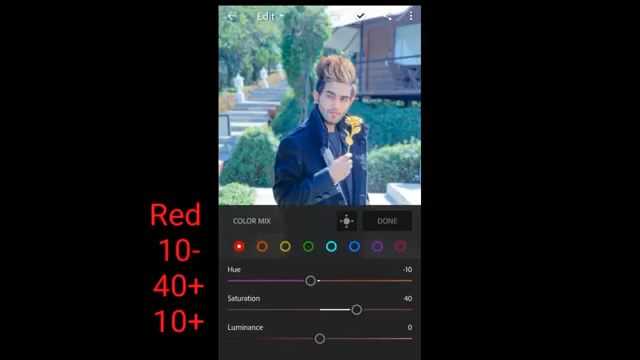 Edit
COLOR MIX
DONE
Red
10-
40+
10+
Hue
-10
Saturation
40
Luminance
0